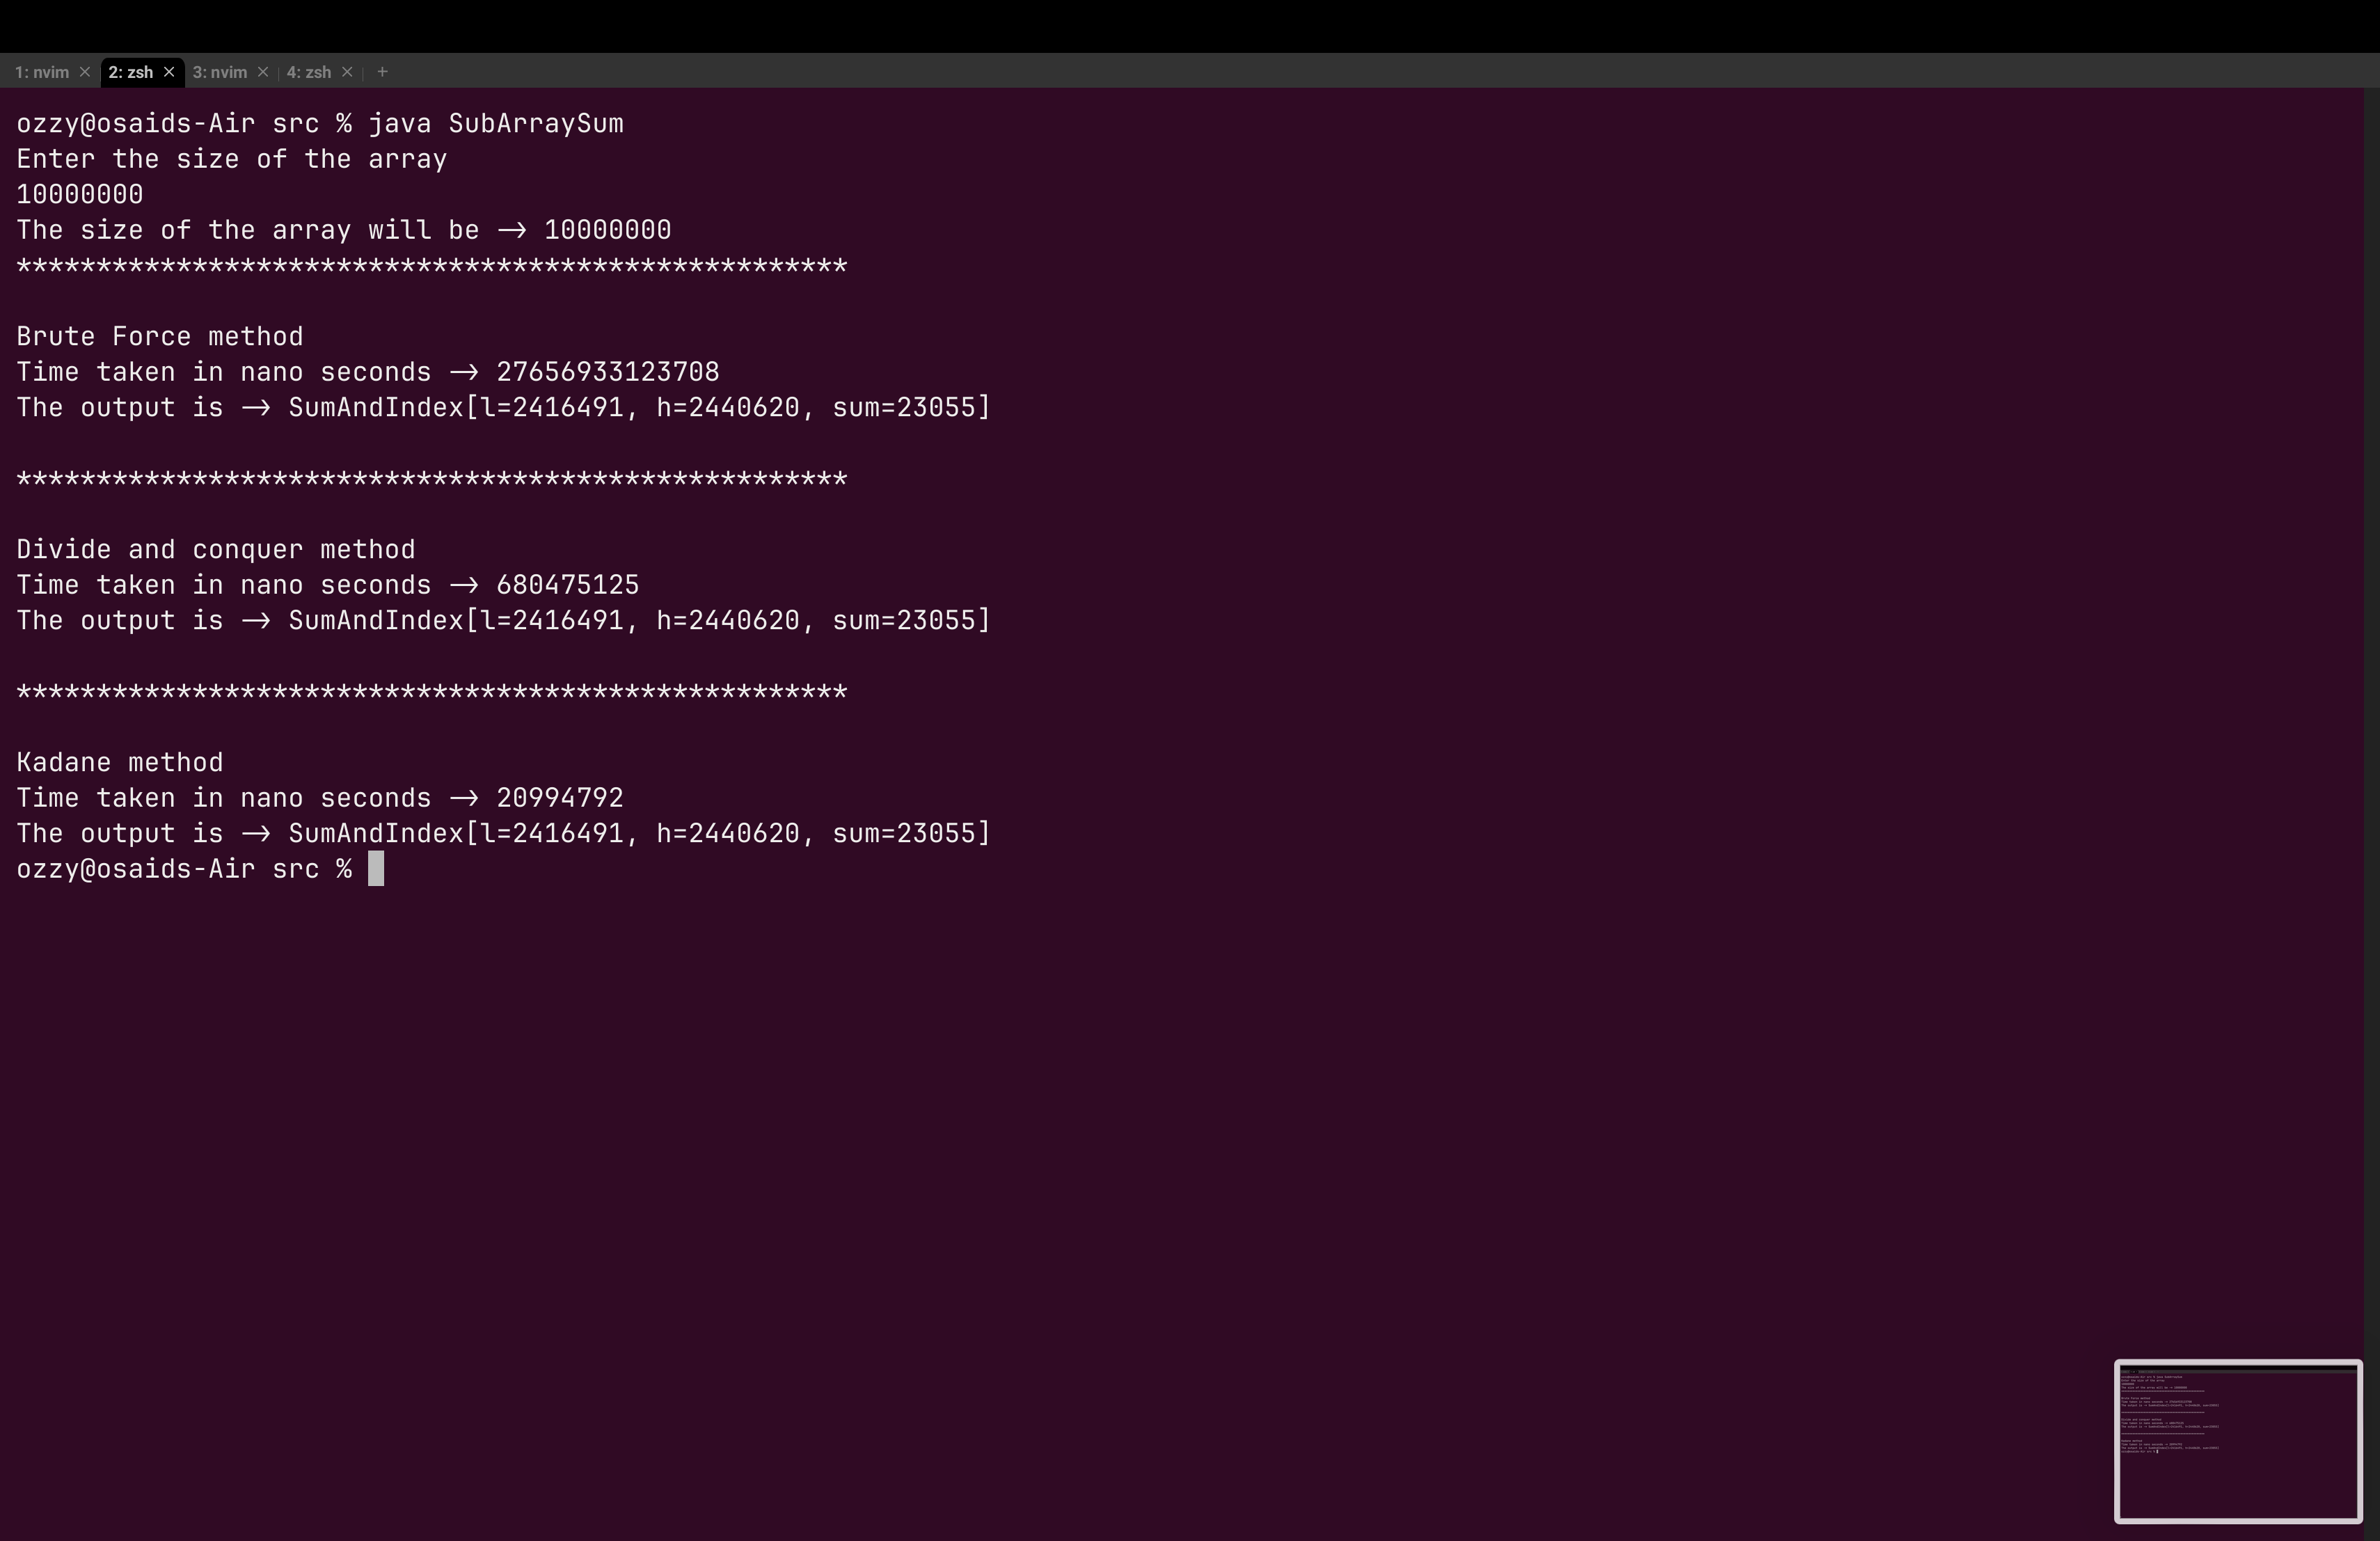 1: nvim × 2: zsh × 3: nvim × 4: zsh × +
ozzy@osaids-Air src % java SubArraySum
Enter the size of the array
10000000
The size of the array will be -> 10000000
****************************************************

Brute Force method
Time taken in nano seconds -> 27656933123708
The output is -> SumAndIndex[l=2416491, h=2440620, sum=23055]

****************************************************

Divide and conquer method
Time taken in nano seconds -> 680475125
The output is -> SumAndIndex[l=2416491, h=2440620, sum=23055]

****************************************************

Kadane method
Time taken in nano seconds -> 20994792
The output is -> SumAndIndex[l=2416491, h=2440620, sum=23055]
ozzy@osaids-Air src %